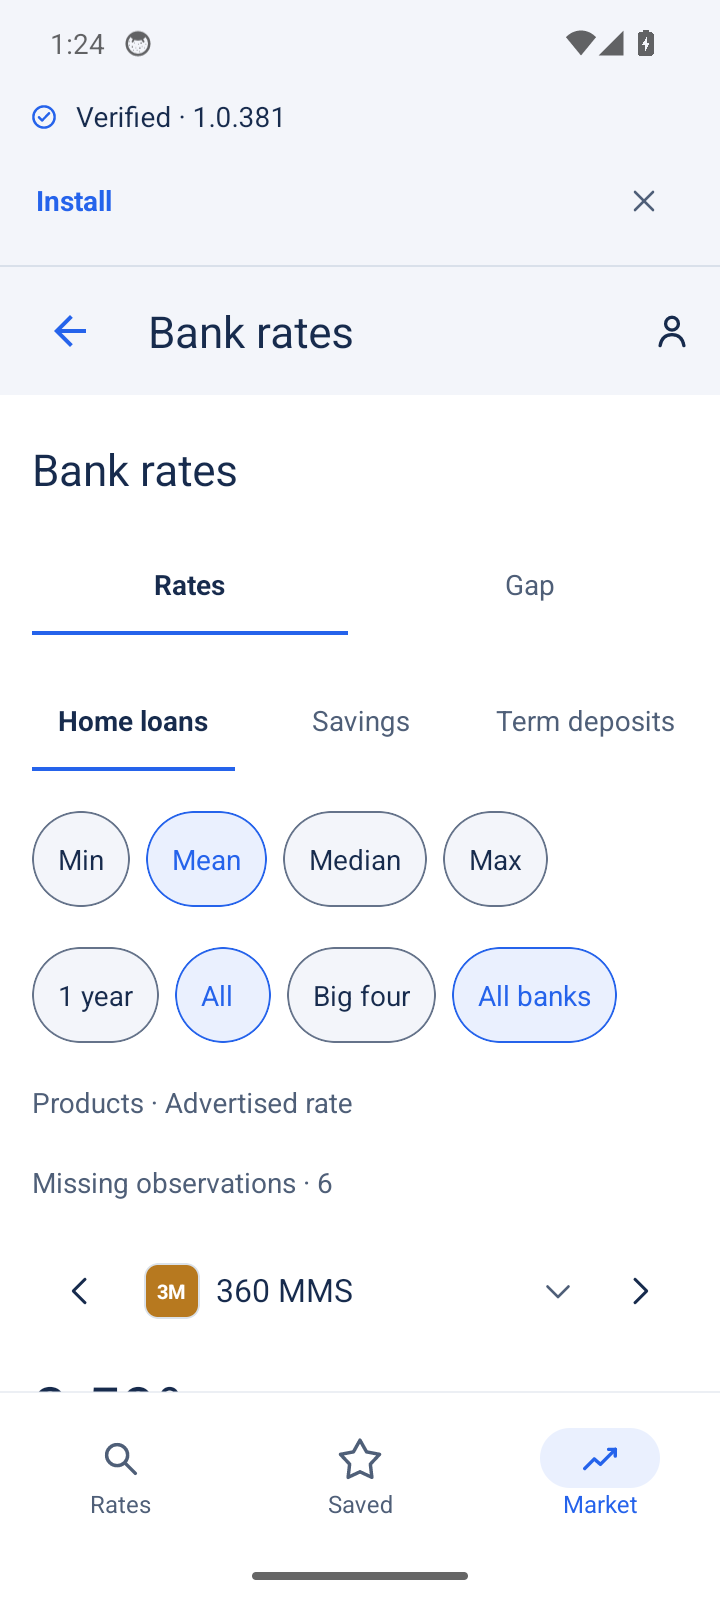 1:24
Verified · 1.0.381
Install
Bank rates
Bank rates
Rates Gap
Home loans Savings Term deposits
Min Mean Median Max
1 year All Big four All banks
Products · Advertised rate
Missing observations · 6
3M 360 MMS
Rates Saved Market